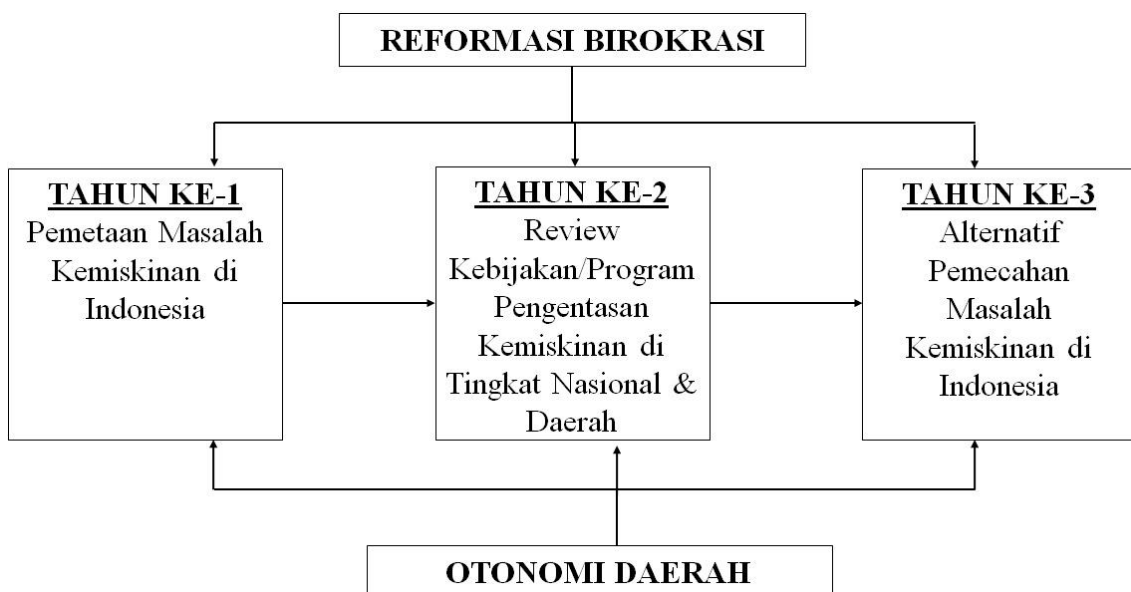 REFORMASI BIROKRASI
TAHUN KE-1
Pemetaan Masalah
Kemiskinan di
Indonesia
TAHUN KE-2
Review
Kebijakan/Program
Pengentasan
Kemiskinan di
Tingkat Nasional &
Daerah
TAHUN KE-3
Alternatif
Pemecahan
Masalah
Kemiskinan di
Indonesia
OTONOMI DAERAH